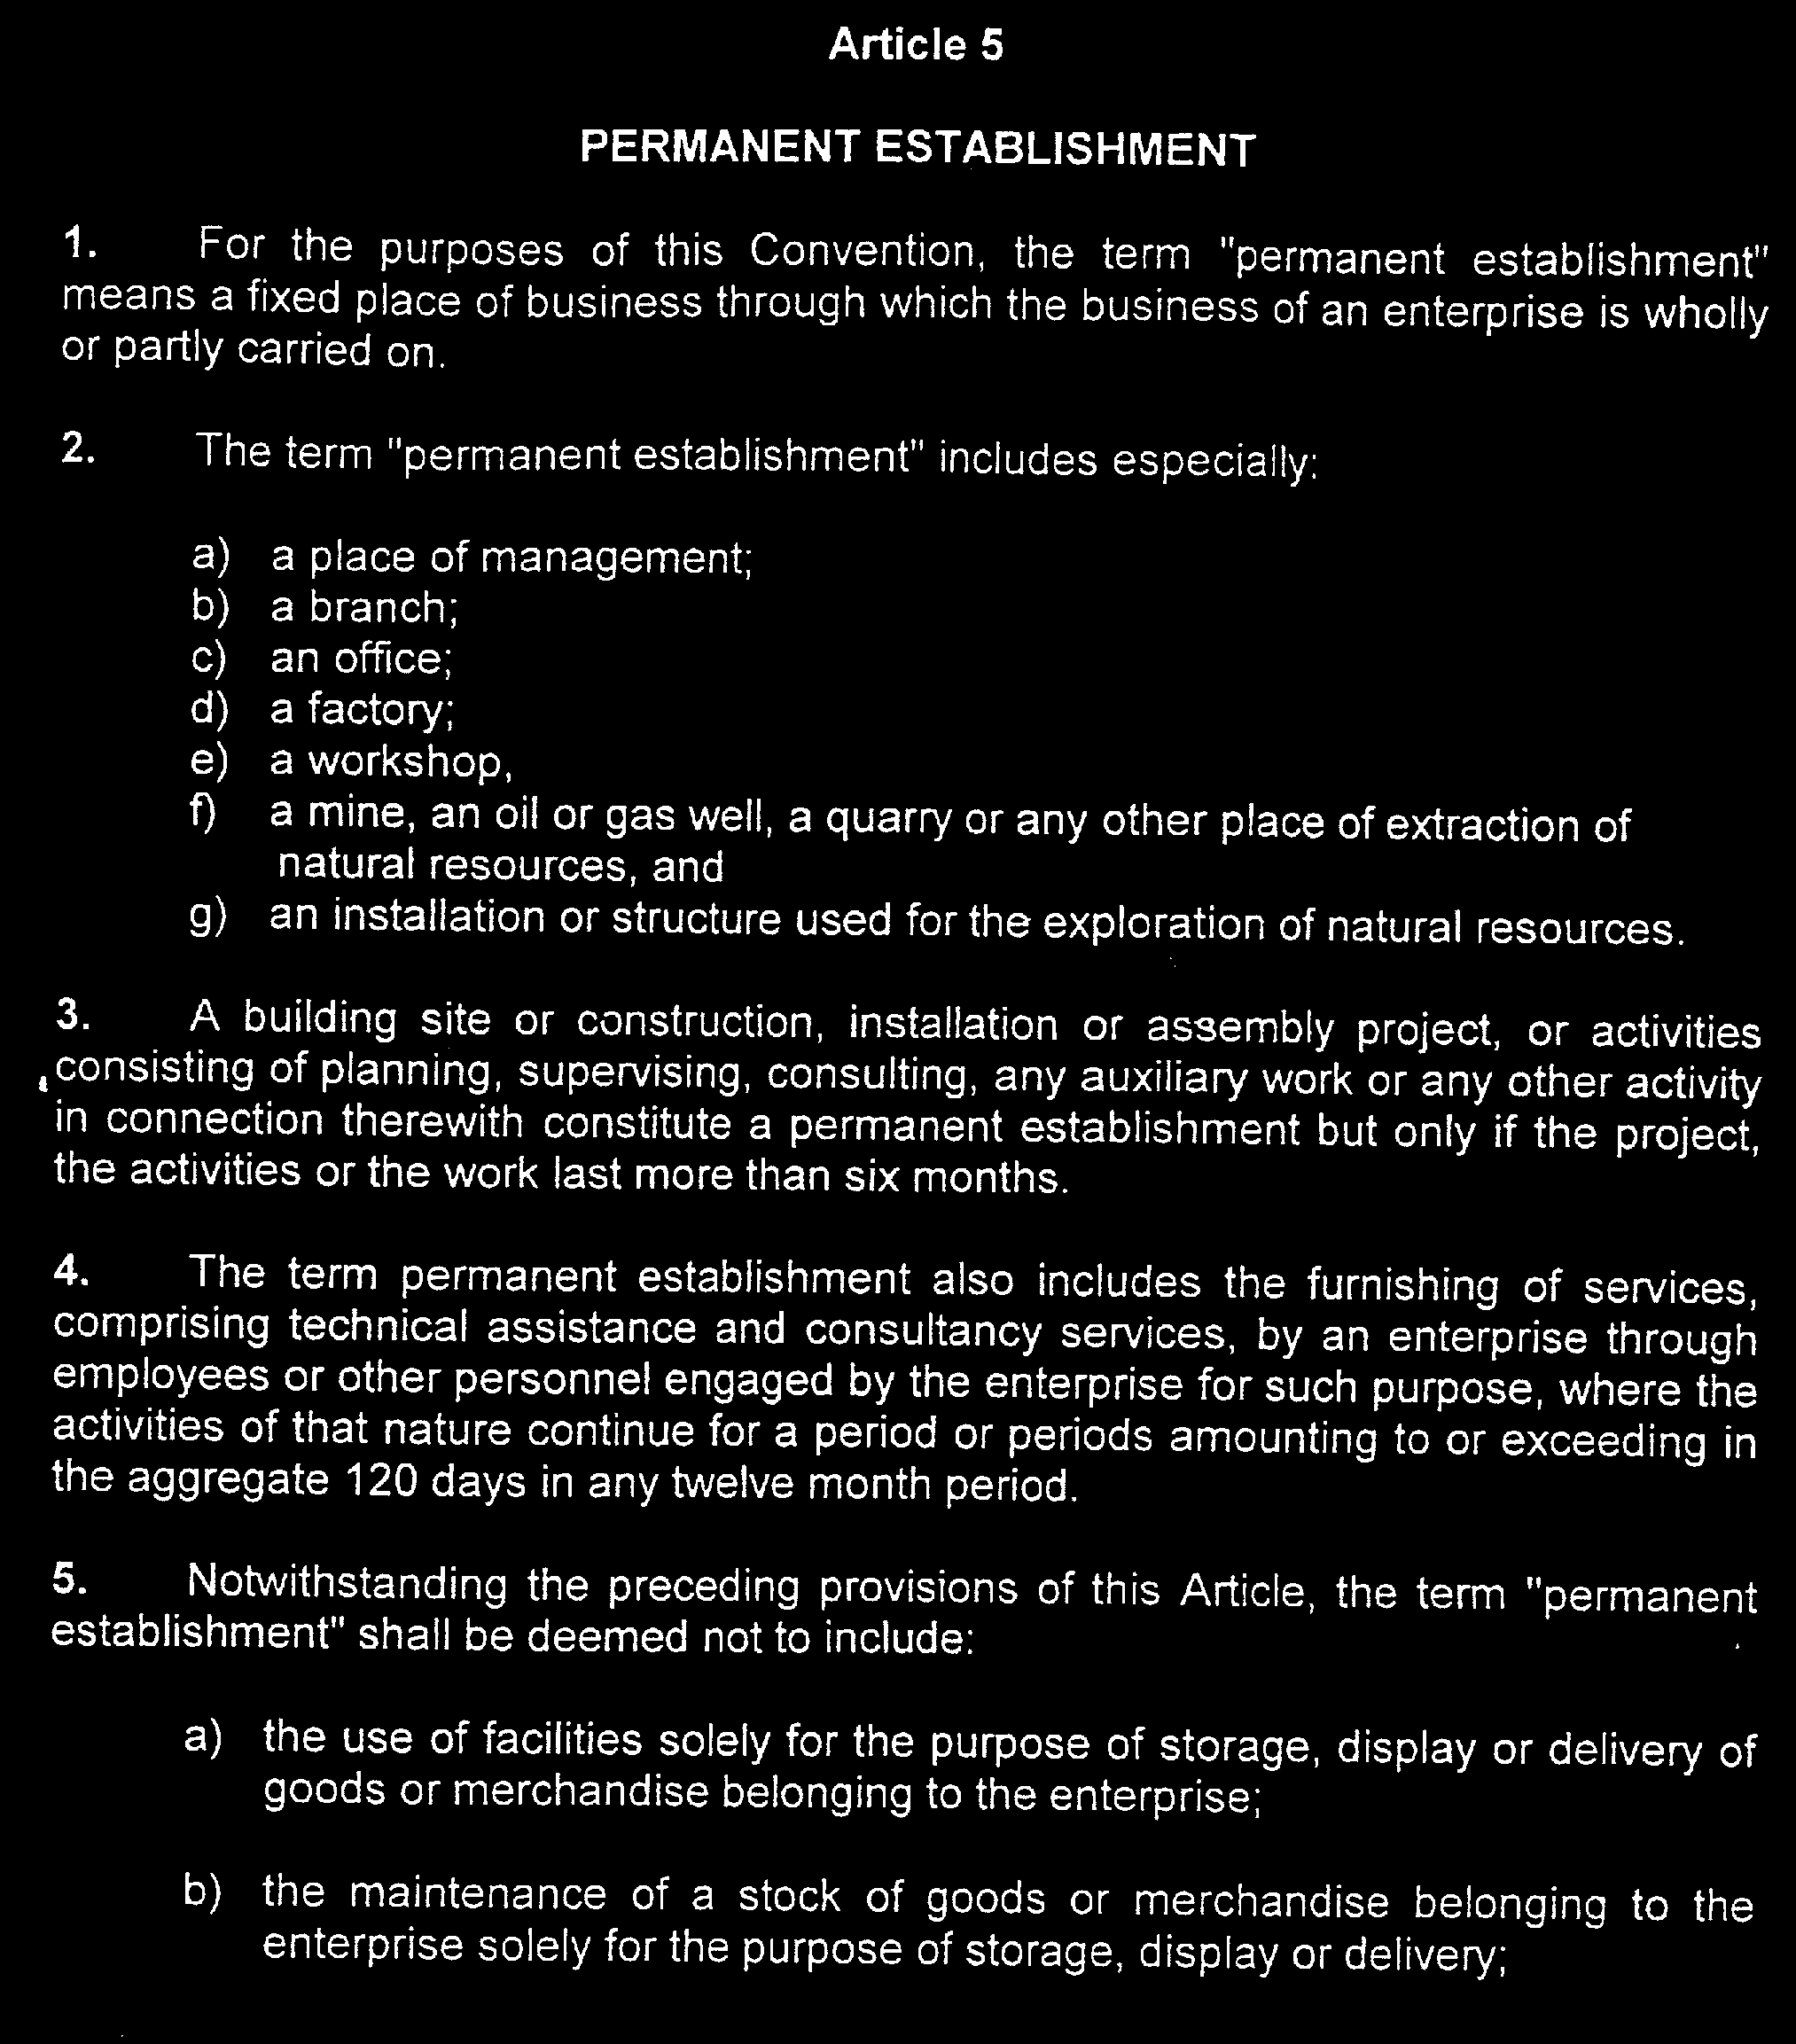 Article 5
PERMANENT ESTABLISHMENT
1. For the purposes of this Convention, the term "permanent establishment"
means a fixed place of business through which the business of an enterprise is wholly
or partly carried on.
2. The term "permanent establishment" includes especially:
a) a place of management;
b) a branch;
c) an office;
d) a factory;
e) a workshop,
f) a mine, an oil or gas well, a quarry or any other place of extraction of
natural resources, and
g) an installation or structure used for the exploration of natural resources.
3. A building site or construction, installation or assembly project, or activities
consisting of planning, supervising, consulting, any auxiliary work or any other activity
in connection therewith constitute a permanent establishment but only if the project,
the activities or the work last more than six months.
4. The term permanent establishment also includes the furnishing of services,
comprising technical assistance and consultancy services, by an enterprise through
employees or other personnel engaged by the enterprise for such purpose, where the
activities of that nature continue for a period or periods amounting to or exceeding in
the aggregate 120 days in any twelve month period.
5. Notwithstanding the preceding provisions of this Article, the term "permanent
establishment" shall be deemed not to include:
a) the use of facilities solely for the purpose of storage, display or delivery of
goods or merchandise belonging to the enterprise;
b) the maintenance of a stock of goods or merchandise belonging to the
enterprise solely for the purpose of storage, display or delivery;